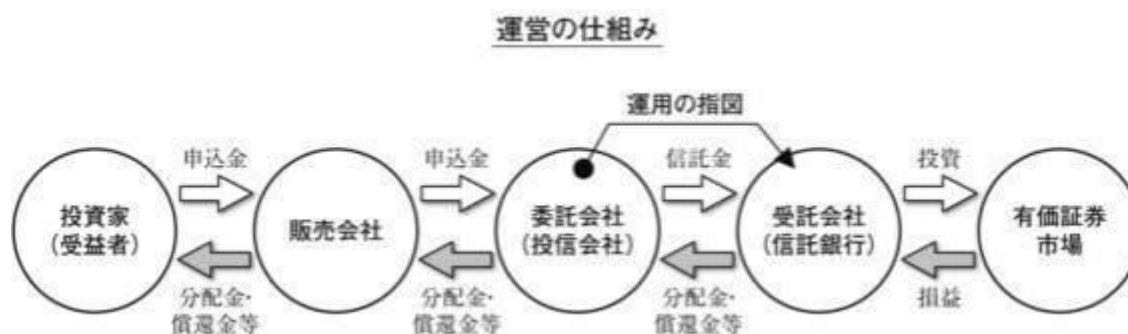 運営の仕組み
運用の指図
申込金
申込金
信託金
投資
投資家
(受益者)
販売会社
委託会社
(投信会社)
受託会社
(信託銀行)
有価証券
市場
分配金・
償還金等
分配金・
償還金等
分配金・
償還金等
損益